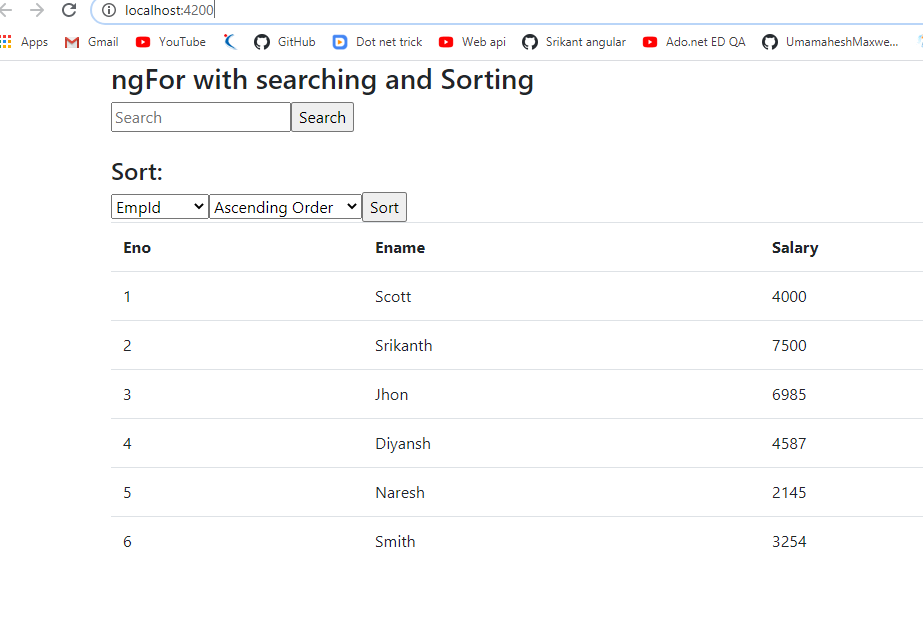 localhost:4200
Apps Gmail YouTube GitHub Dot net trick Web api Srikant angular Ado.net ED QA UmamaheshMaxwe...
ngFor with searching and Sorting
Search Search
Sort:
EmpId Ascending Order Sort
Eno Ename Salary
1 Scott 4000
2 Srikanth 7500
3 Jhon 6985
4 Diyansh 4587
5 Naresh 2145
6 Smith 3254